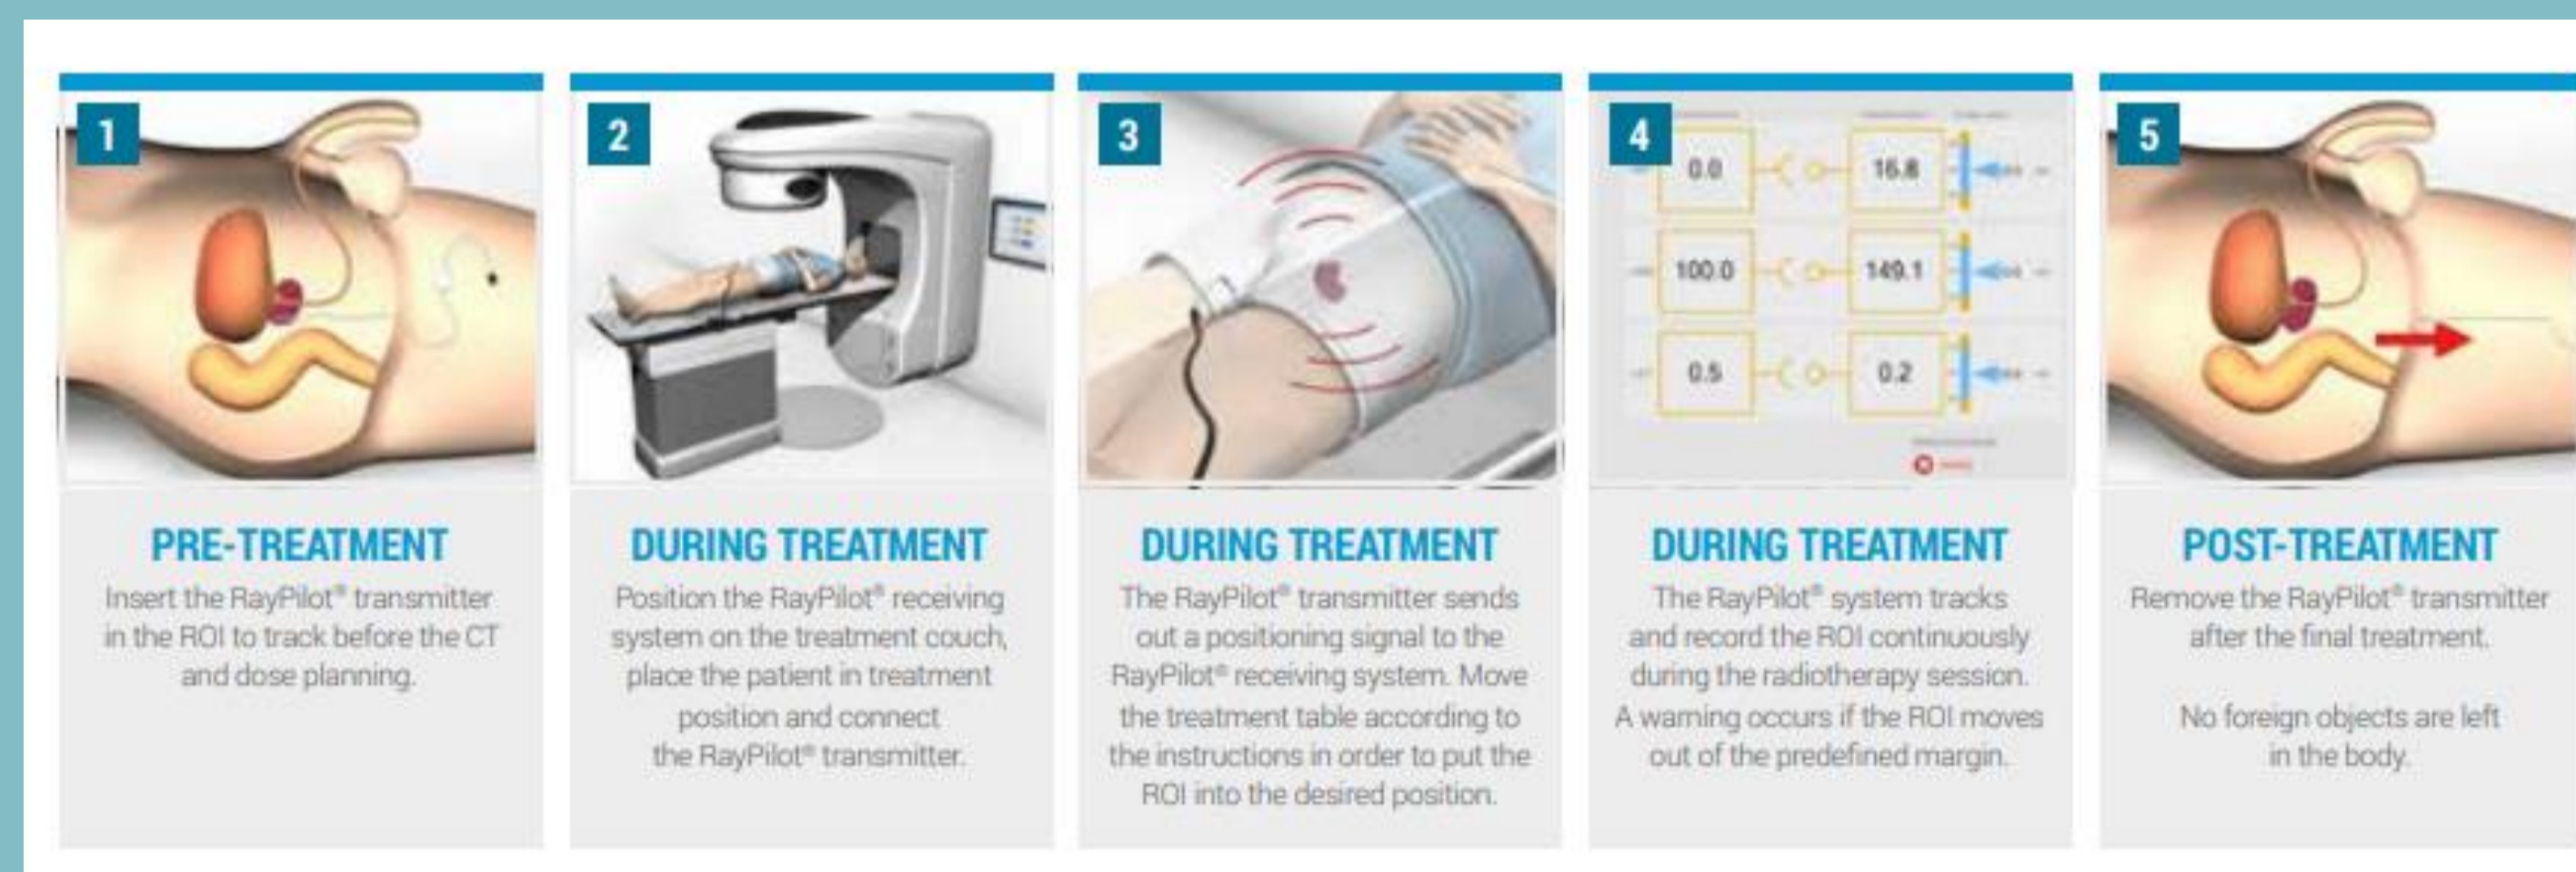 1
PRE-TREATMENT
Insert the RayPilot® transmitter
in the ROI to track before the CT
and dose planning.
2
DURING TREATMENT
Position the RayPilot® receiving
system on the treatment couch,
place the patient in treatment
position and connect
the RayPilot® transmitter.
3
DURING TREATMENT
The RayPilot® transmitter sends
out a positioning signal to the
RayPilot® receiving system. Move
the treatment table according to
the instructions in order to put the
ROI into the desired position.
4
0.0 16.8
100.0 149.1
0.5 0.2
DURING TREATMENT
The RayPilot® system tracks
and record the ROI continuously
during the radiotherapy session.
A warning occurs if the ROI moves
out of the predefined margin.
5
POST-TREATMENT
Remove the RayPilot® transmitter
after the final treatment.
No foreign objects are left
in the body.